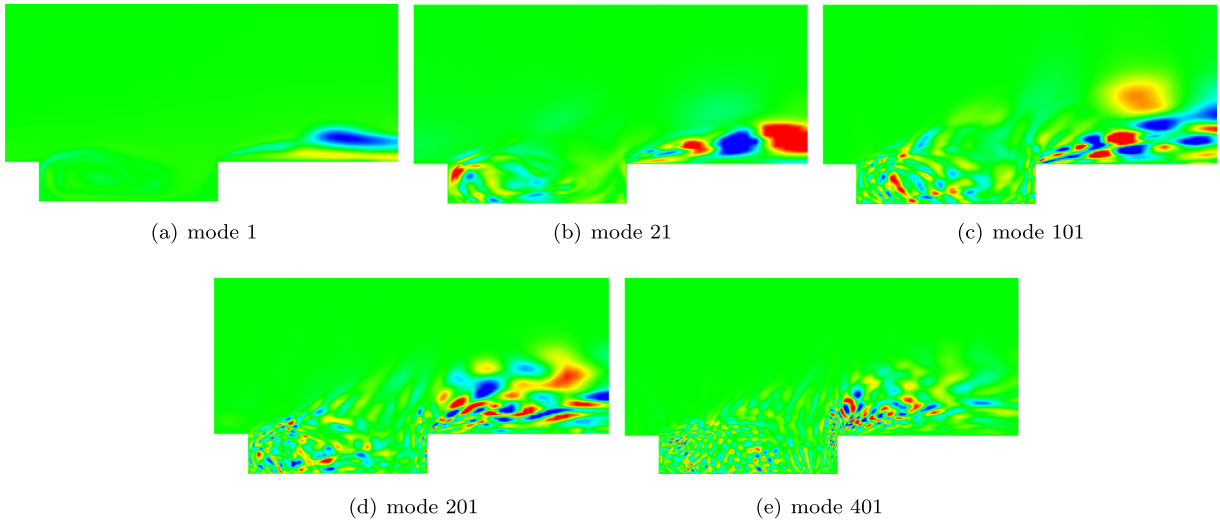 (a) mode 1
(b) mode 21
(c) mode 101
(d) mode 201
(e) mode 401